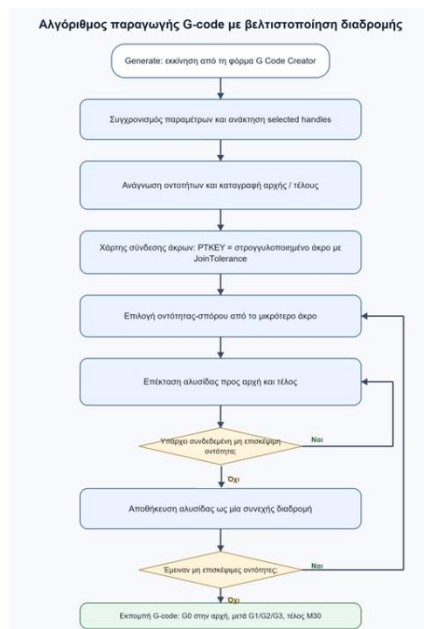 Αλγόριθμος παραγωγής G-code με βελτιστοποίηση διαδρομής
Generate: εκκίνηση από τη φόρμα G Code Creator
Συγχρονισμός παραμέτρων και ανάκτηση selected handles
Ανάγνωση οντοτήτων και καταγραφή αρχής / τέλους
Χάρτης σύνδεσης άκρων: PTKEY = στρογγυλοποιημένο άκρο με
JoinTolerance
Επιλογή οντότητας-σπόρου από το μικρότερο άκρο
Επέκταση αλυσίδας προς αρχή και τέλος
Υπάρχει συνδεδεμένη μη επισκέψιμη
οντότητα;
Ναι
Όχι
Αποθήκευση αλυσίδας ως μία συνεχής διαδρομή
Έμειναν μη επισκέψιμες οντότητες;
Ναι
Όχι
Εκπομπή G-code: G0 στην αρχή, μετά G1/G2/G3, τέλος M30